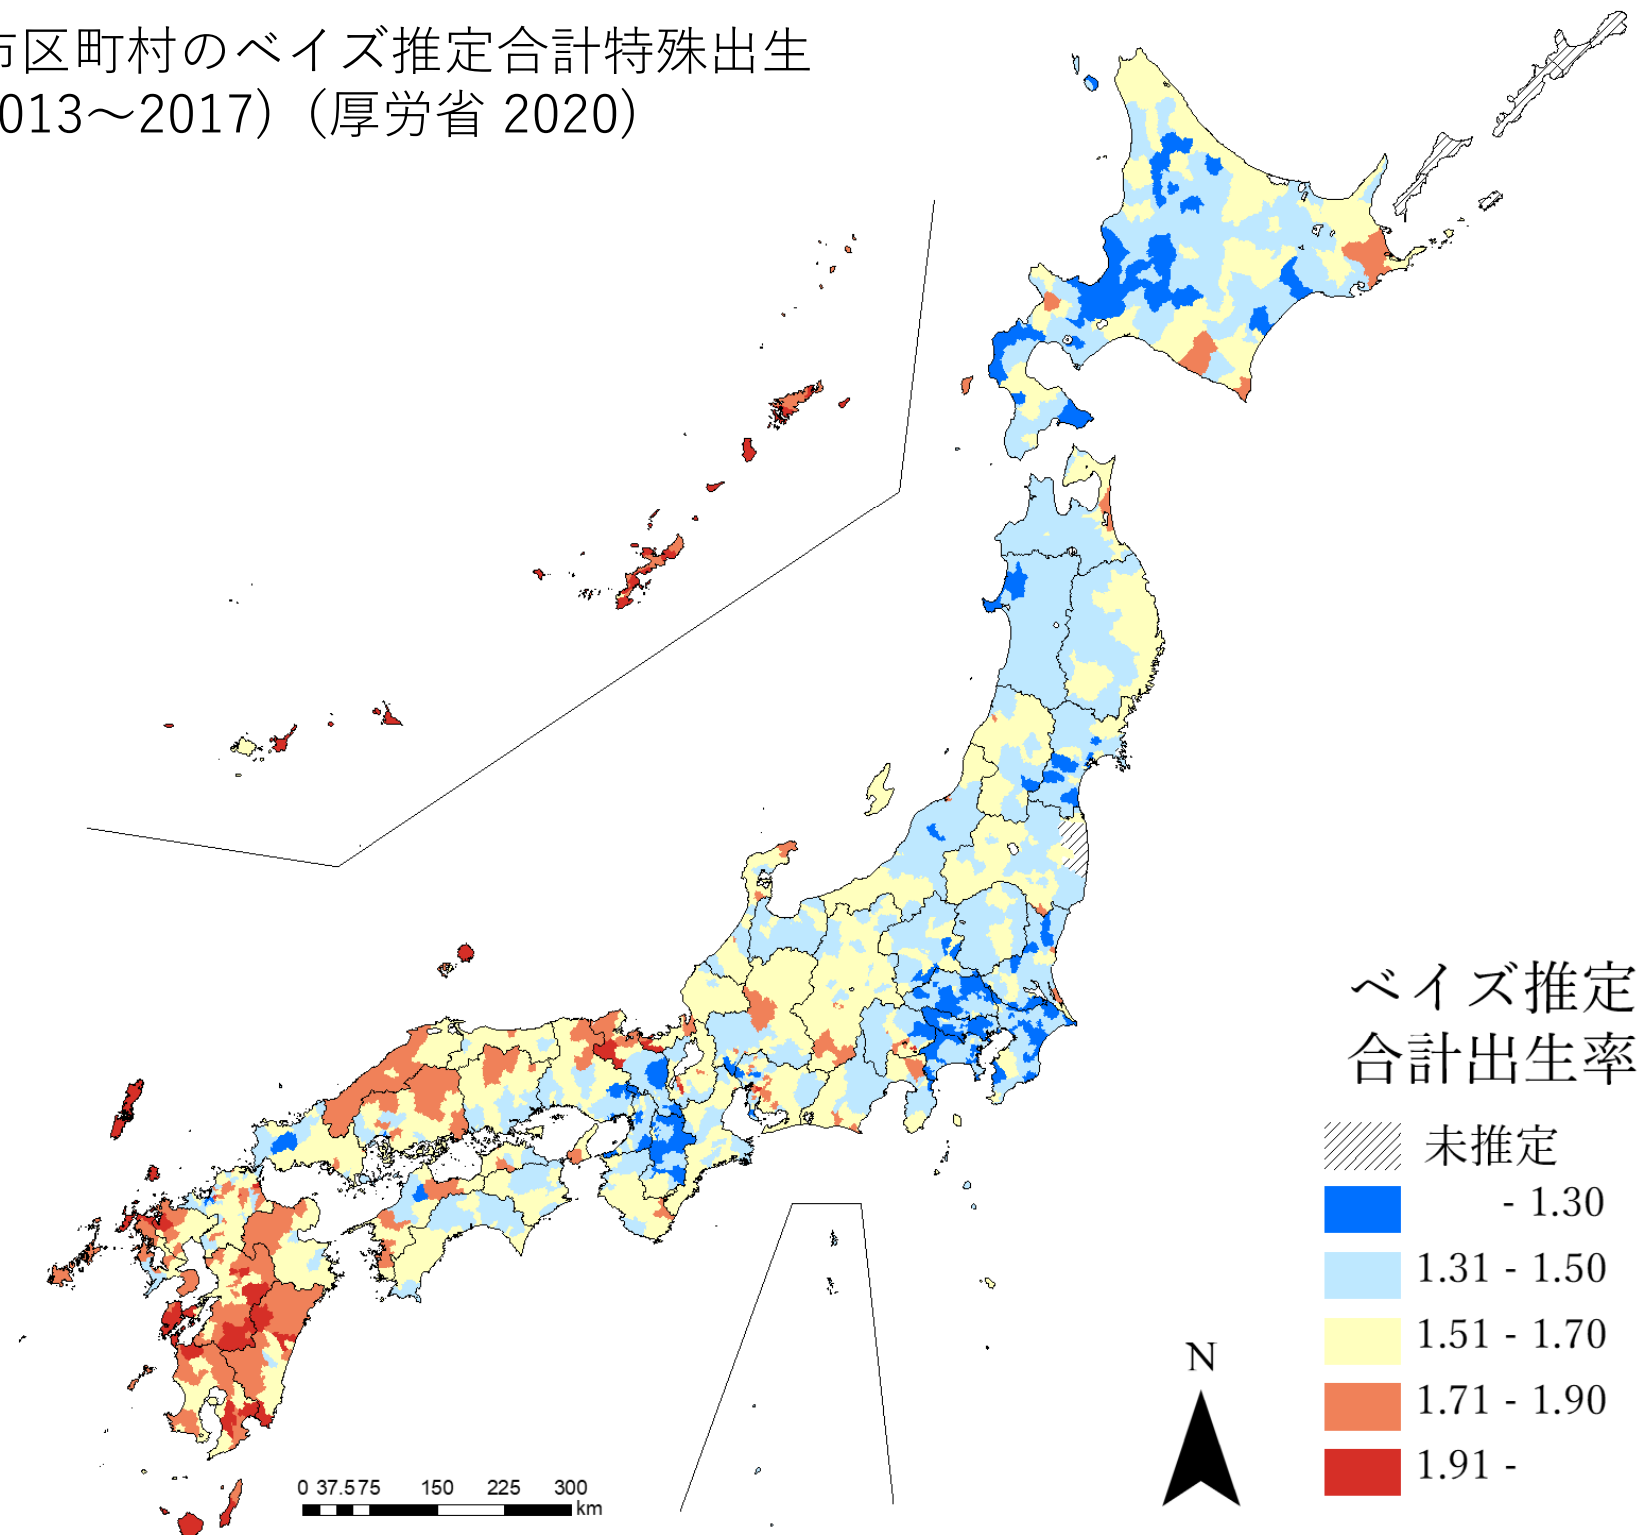 市区町村のベイズ推定合計特殊出生
013～2017)（厚労省 2020）
ベイズ推定
合計出生率
未推定
- 1.30
1.31 - 1.50
1.51 - 1.70
1.71 - 1.90
1.91 -
N
0 37.5 75 150 225 300
km